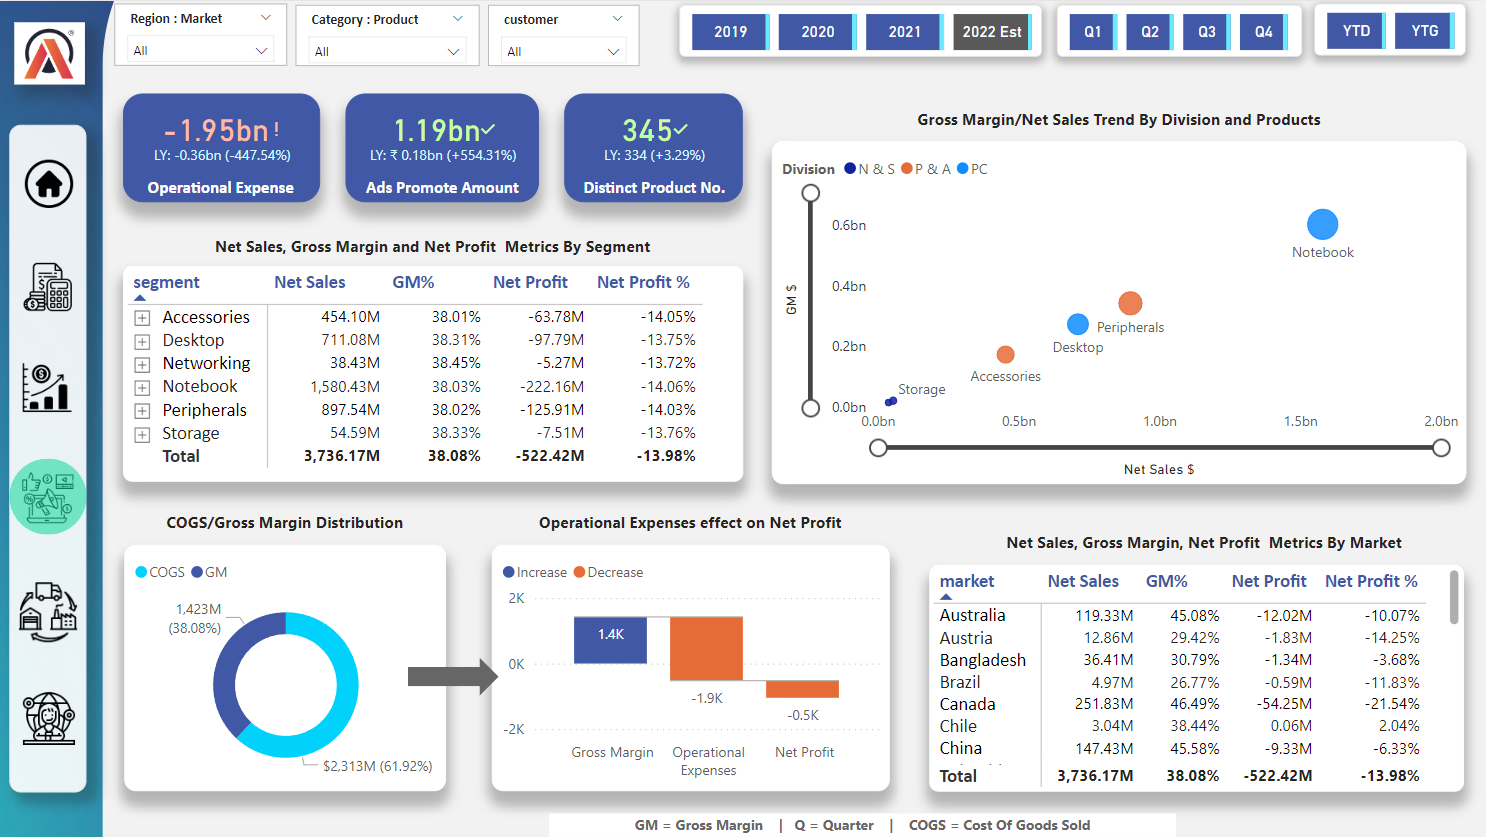 Region : Market
All
Category : Product
All
customer
All
2019
2020
2021
2022 Est
Q1
Q2
Q3
Q4
YTD
YTG
-1.95bn!
LY: -0.36bn (-447.54%)
Operational Expense
1.19bn
LY: ₹ 0.18bn (+554.31%)
Ads Promote Amount
345
LY: 334 (+3.29%)
Distinct Product No.
Gross Margin/Net Sales Trend By Division and Products
Division N & S P & A PC
GM $
0.6bn
0.4bn
0.2bn
0.0bn
Notebook
Peripherals
Desktop
Accessories
Storage
0.0bn 0.5bn 1.0bn 1.5bn 2.0bn
Net Sales $
Net Sales, Gross Margin and Net Profit Metrics By Segment
segment Net Sales GM% Net Profit Net Profit %
Accessories 454.10M 38.01% -63.78M -14.05%
Desktop 711.08M 38.31% -97.79M -13.75%
Networking 38.43M 38.45% -5.27M -13.72%
Notebook 1,580.43M 38.03% -222.16M -14.06%
Peripherals 897.54M 38.02% -125.91M -14.03%
Storage 54.59M 38.33% -7.51M -13.76%
Total 3,736.17M 38.08% -522.42M -13.98%
COGS/Gross Margin Distribution
COGS GM
1,423M
(38.08%)
$2,313M (61.92%)
Operational Expenses effect on Net Profit
Increase Decrease
2K
0K
-2K
1.4K
-1.9K
-0.5K
Gross Margin
Operational
Expenses
Net Profit
Net Sales, Gross Margin, Net Profit Metrics By Market
market Net Sales GM% Net Profit Net Profit %
Australia 119.33M 45.08% -12.02M -10.07%
Austria 12.86M 29.42% -1.83M -14.25%
Bangladesh 36.41M 30.79% -1.34M -3.68%
Brazil 4.97M 26.77% -0.59M -11.83%
Canada 251.83M 46.49% -54.25M -21.54%
Chile 3.04M 38.44% 0.06M 2.04%
China 147.43M 45.58% -9.33M -6.33%
Total 3,736.17M 38.08% -522.42M -13.98%
GM = Gross Margin | Q = Quarter | COGS = Cost Of Goods Sold